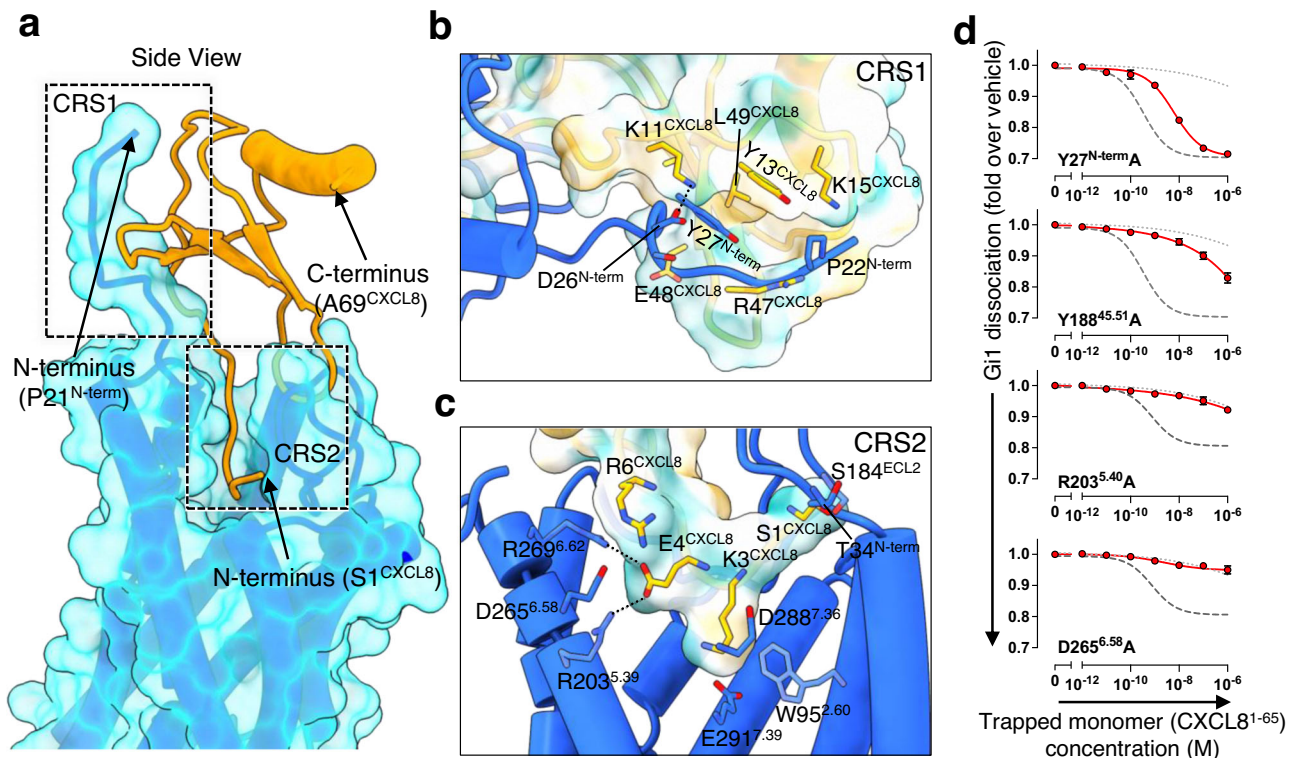 a
Side View
CRS1
C-terminus
(A69CXCL8)
N-terminus
(P21N-term)
CRS2
N-terminus (S1CXCL8)
b
CRS1
K11CXCL8
L49CXCL8
Y13CXCL8
K15CXCL8
Y27N-term
D26N-term
P22N-term
E48CXCL8
R47CXCL8
c
CRS2
R6CXCL8
S184ECL2
S1CXCL8
E4CXCL8
R2696.62
K3CXCL8
T34N-term
D2656.58
D2887.36
R2035.39
W952.60
E2917.39
d
Gi1 dissociation (fold over vehicle)
1.0
0.9
0.8
0.7
Y27N-termA
0 10-12 10-10 10-8 10-6
1.0
0.9
0.8
0.7
Y18845.51A
0 10-12 10-10 10-8 10-6
1.0
0.9
0.8
0.7
R2035.40A
0 10-12 10-10 10-8 10-6
1.0
0.9
0.8
0.7
D2656.58A
0 10-12 10-10 10-8 10-6
Trapped monomer (CXCL81-65)
concentration (M)